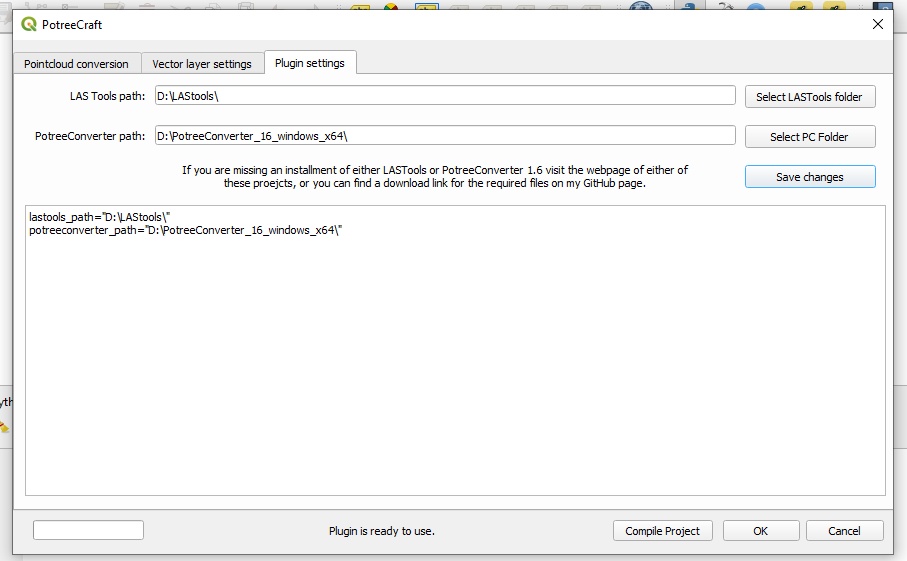 PotreeCraft
Pointcloud conversion
Vector layer settings
Plugin settings
LAS Tools path:
D:\LAStools\
Select LASTools folder
PotreeConverter path:
D:\PotreeConverter_16_windows_x64\
Select PC Folder
If you are missing an installment of either LASTools or PotreeConverter 1.6 visit the webpage of either of
these proejcts, or you can find a download link for the required files on my GitHub page.
Save changes
lastools_path="D:\LAStools\"
potreeconverter_path="D:\PotreeConverter_16_windows_x64\"
Plugin is ready to use.
Compile Project
OK
Cancel